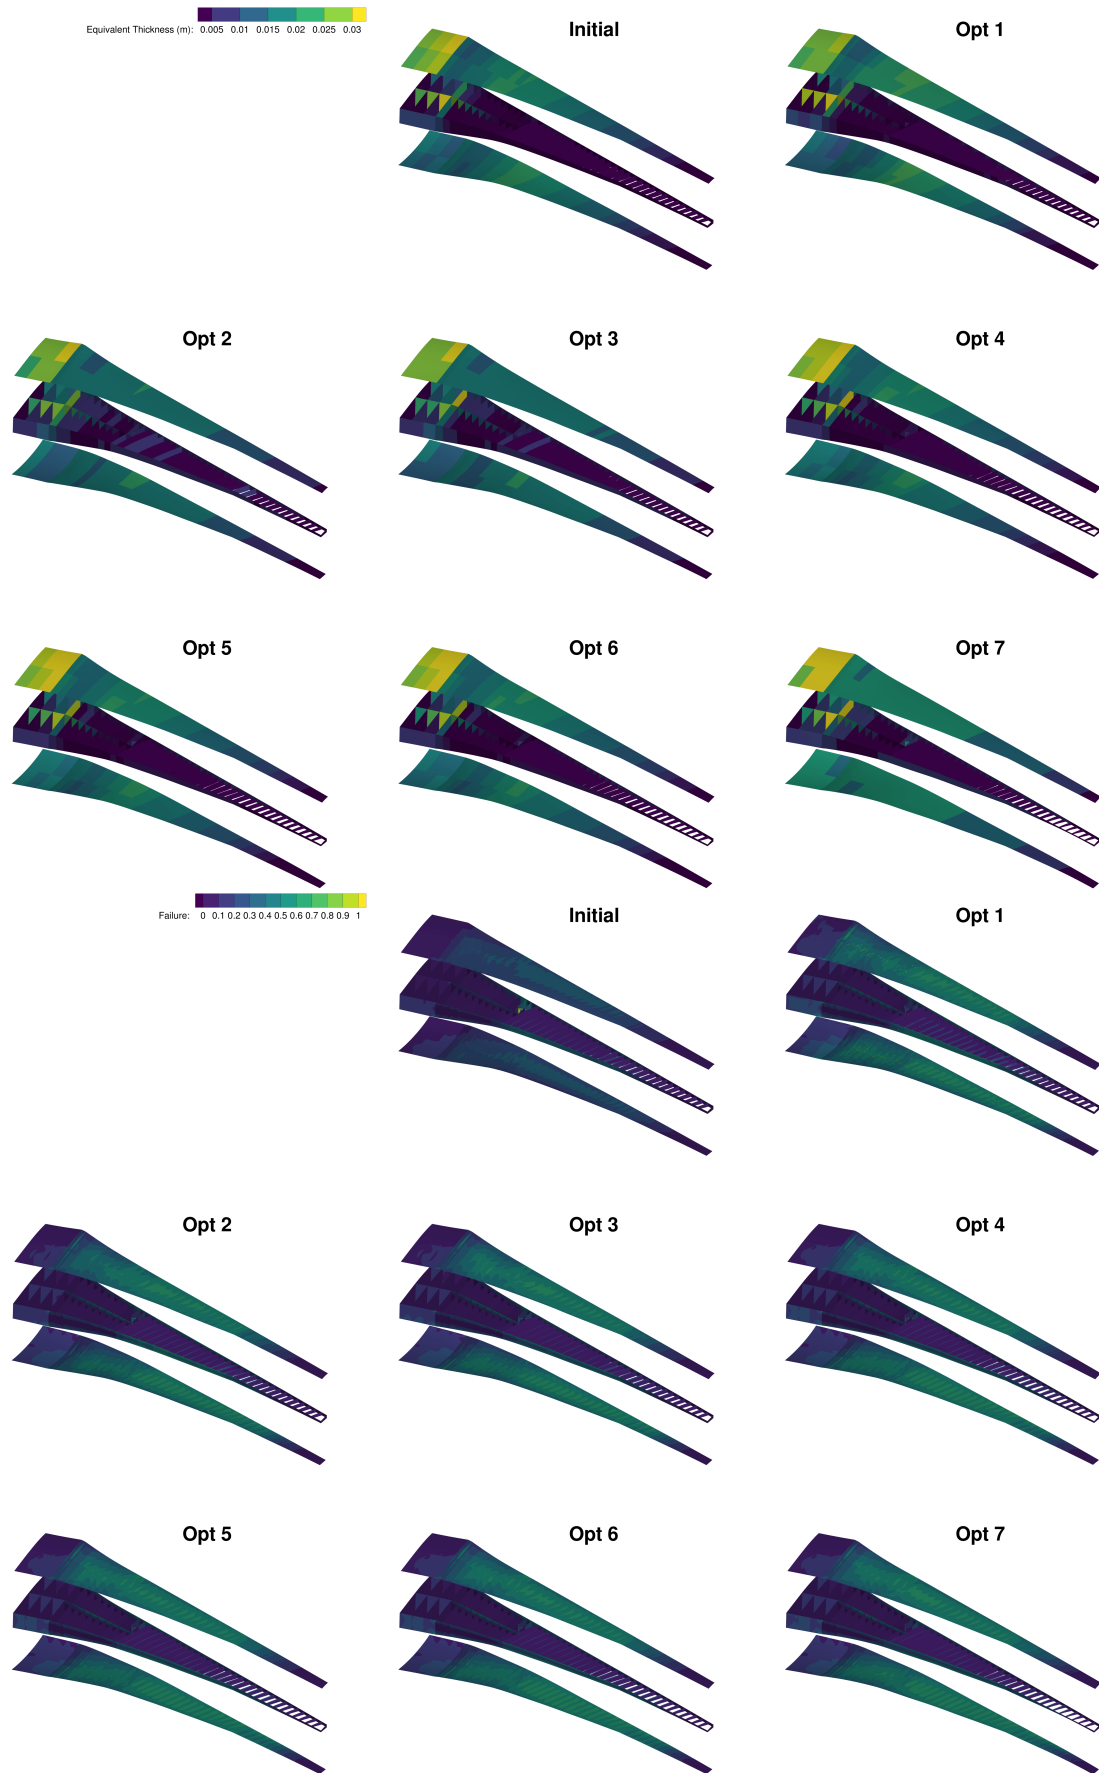 Equivalent Thickness (m): 0.005 0.01 0.015 0.02 0.025 0.03
Initial
Opt 1
Opt 2
Opt 3
Opt 4
Opt 5
Opt 6
Opt 7
Failure: 0 0.1 0.2 0.3 0.4 0.5 0.6 0.7 0.8 0.9 1
Initial
Opt 1
Opt 2
Opt 3
Opt 4
Opt 5
Opt 6
Opt 7